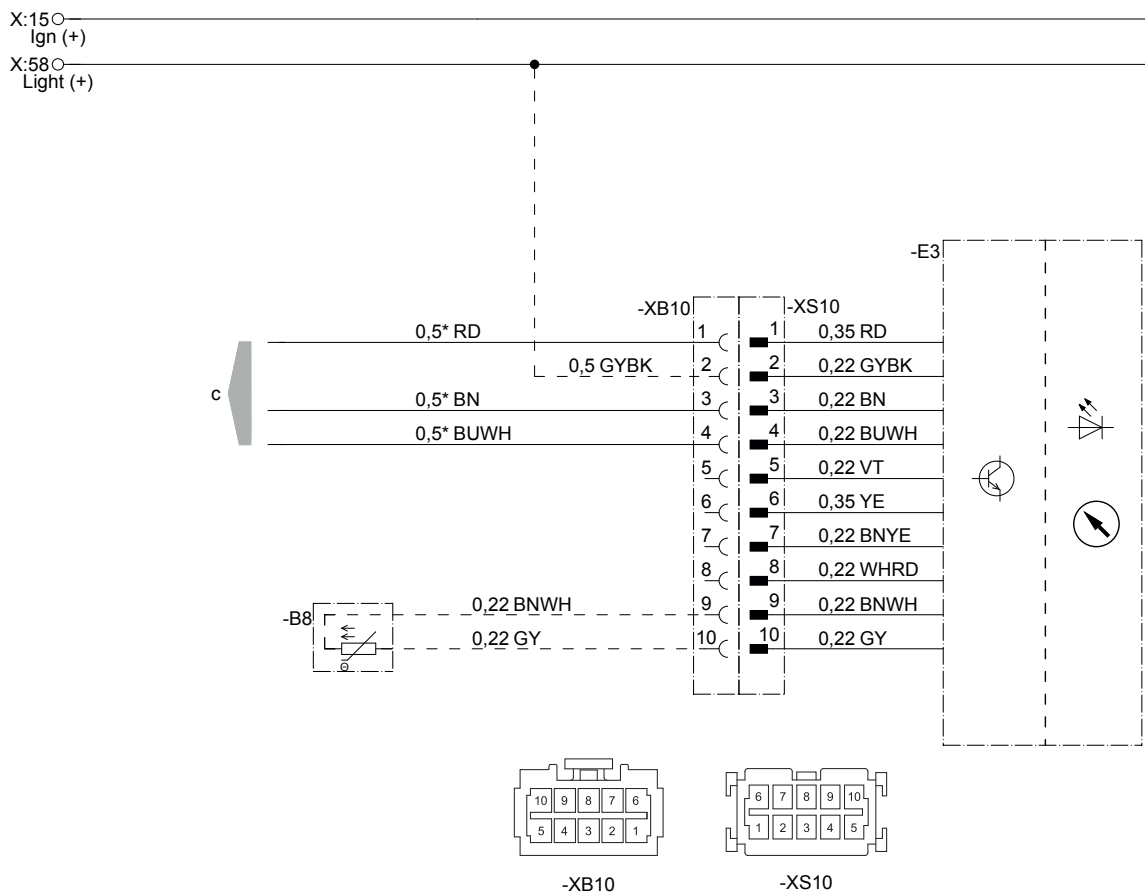 X:15
Ign (+)
X:58
Light (+)
-E3
-XB10 -XS10
0,5* RD 1 1 0,35 RD
0,5 GYBK 2 2 0,22 GYBK
c
0,5* BN 3 3 0,22 BN
0,5* BUWH 4 4 0,22 BUWH
5 5 0,22 VT
6 6 0,35 YE
7 7 0,22 BNYE
8 8 0,22 WHRD
-B8 0,22 BNWH 9 9 0,22 BNWH
0,22 GY 10 10 0,22 GY
10 9 8 7 6
5 4 3 2 1
6 7 8 9 10
1 2 3 4 5
-XB10
-XS10